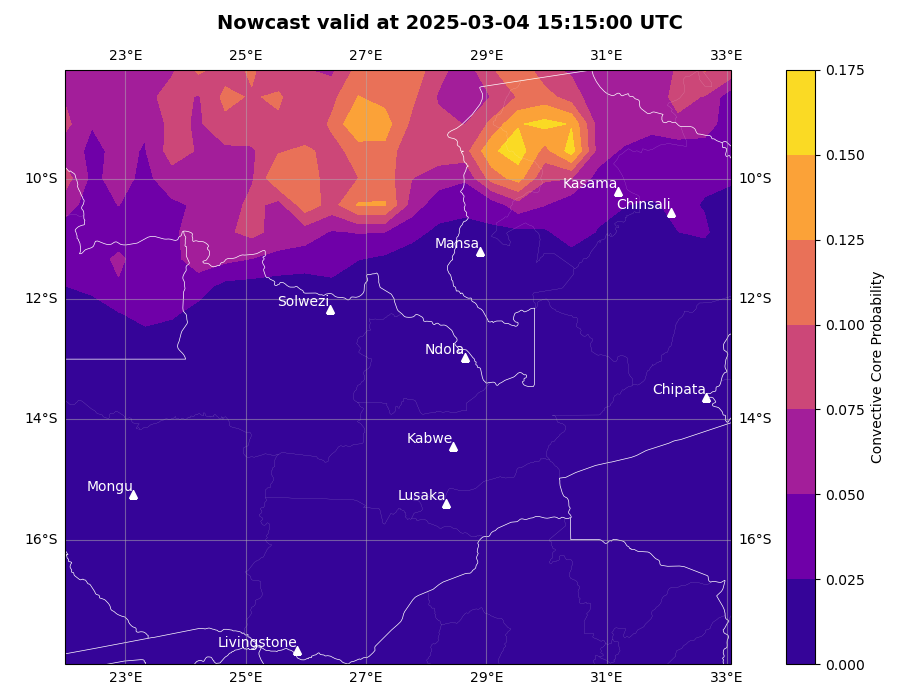 Nowcast valid at 2025-03-04 15:15:00 UTC
23°E 25°E 27°E 29°E 31°E 33°E
0.175
0.150
10°S Kasama 10°S
Chinsali
0.125
Mansa
12°S Solwezi 12°S
0.100
Ndola
Chipata
0.075
14°S 14°S
Kabwe
Mongu Lusaka
0.050
16°S 16°S
0.025
Livingstone
0.000
23°E 25°E 27°E 29°E 31°E 33°E
Convective Core Probability